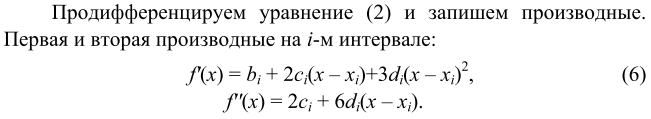 Продифференцируем уравнение (2) и запишем производные.
Первая и вторая производные на i-м интервале:
f'(x) = bᵢ + 2cᵢ(x – xᵢ)+3dᵢ(x – xᵢ)², (6)
f''(x) = 2cᵢ + 6dᵢ(x – xᵢ).